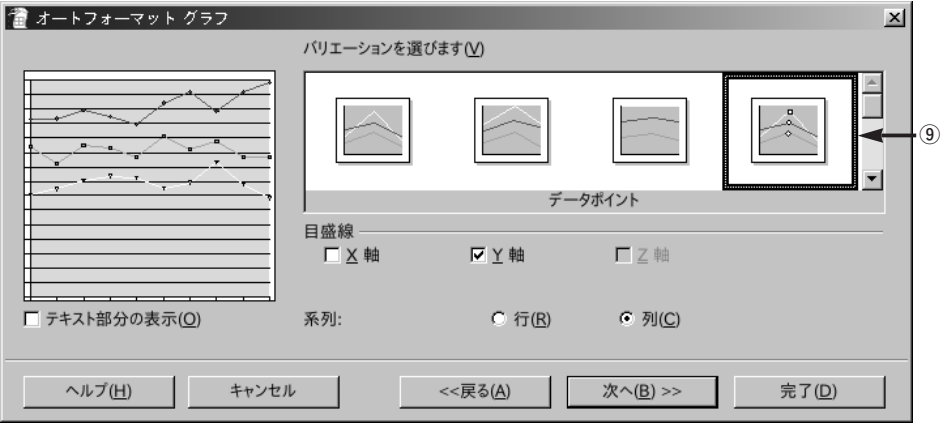 オートフォーマット グラフ
バリエーションを選びます(V)
⑨
データポイント
目盛線
X 軸 Y 軸 Z 軸
テキスト部分の表示(O) 系列: 行(R) 列(C)
ヘルプ(H) キャンセル <<戻る(A) 次へ(B) >> 完了(D)